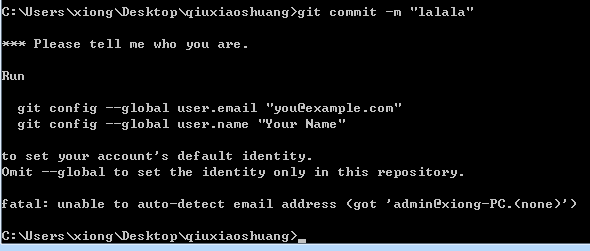 C:\Users\xiong\Desktop\qiuxiaoshuang>git commit -m "lalala"
*** Please tell me who you are.
Run
git config --global user.email "you@example.com"
git config --global user.name "Your Name"
to set your account's default identity.
Omit --global to set the identity only in this repository.
fatal: unable to auto-detect email address (got 'admin@xiong-PC.(none)')
C:\Users\xiong\Desktop\qiuxiaoshuang>_